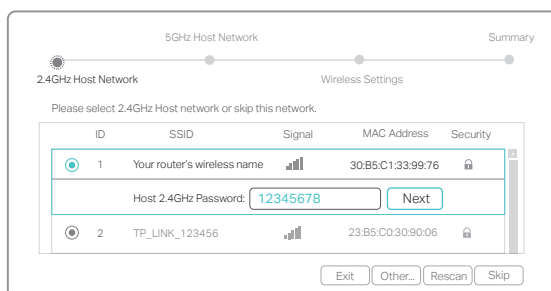 5GHz Host Network Summary
2.4GHz Host Network Wireless Settings
Please select 2.4GHz Host network or skip this network.
ID SSID Signal MAC Address Security
1 Your router's wireless name 30:B5:C1:33:99:76
Host 2.4GHz Password: 12345678 Next
2 TP_LINK_123456 23:B5:C0:30:90:06
Exit Other... Rescan Skip